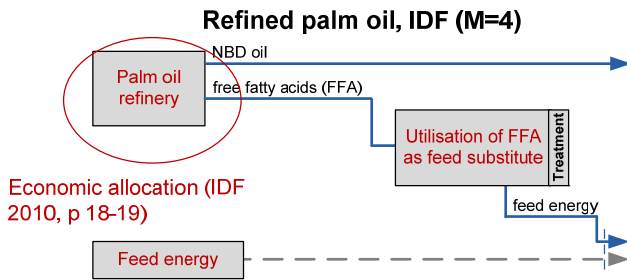 Refined palm oil, IDF (M=4)
NBD oil
Palm oil
refinery
free fatty acids (FFA)
Utilisation of FFA
as feed substitute
Treatment
Economic allocation (IDF
2010, p 18-19)
feed energy
Feed energy